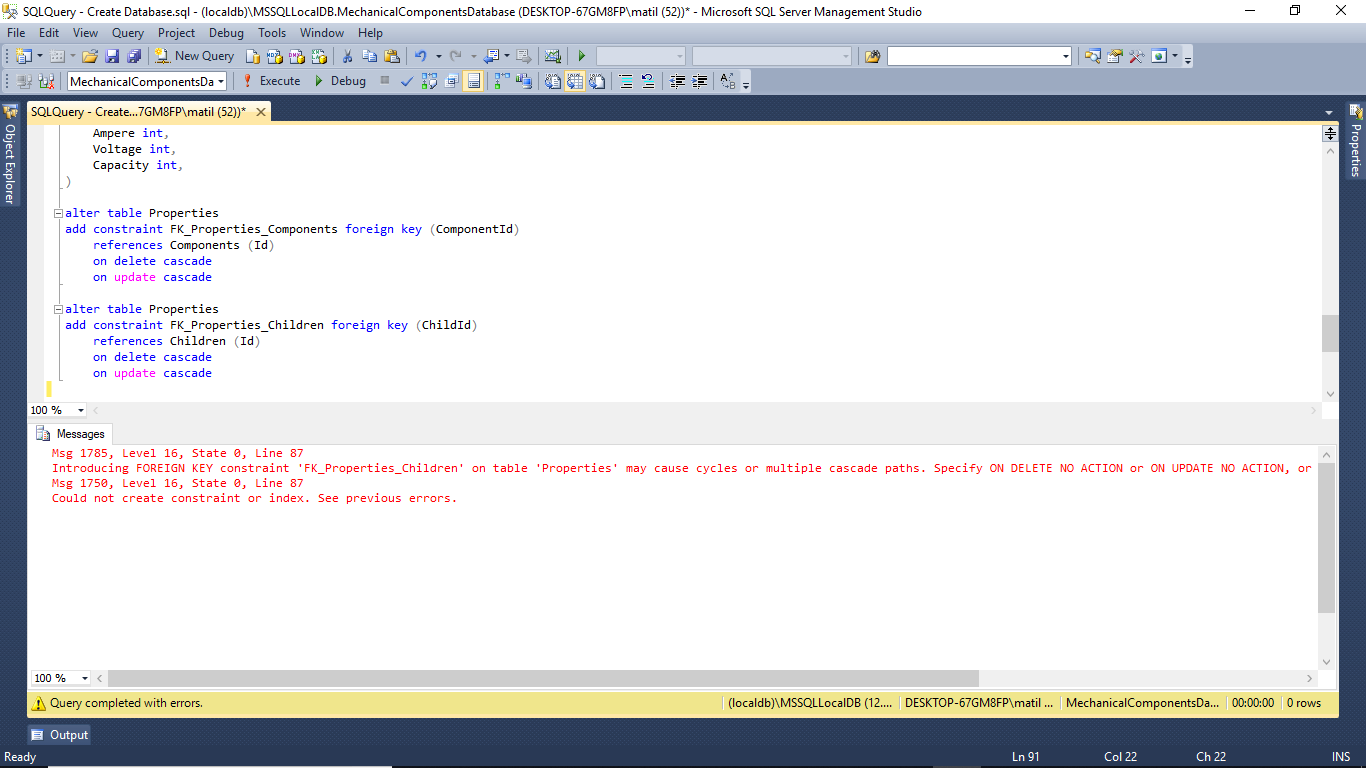 SQLQuery - Create Database.sql - (localdb)\MSSQLLocalDB.MechanicalComponentsDatabase (DESKTOP-67GM8FP\matil (52))* - Microsoft SQL Server Management Studio
File Edit View Query Project Debug Tools Window Help
New Query
MechanicalComponentsDa Execute Debug
SQLQuery - Create...7GM8FP\matil (52))*
Object Explorer
Properties
Ampere int,
Voltage int,
Capacity int,
)
alter table Properties
add constraint FK_Properties_Components foreign key (ComponentId)
references Components (Id)
on delete cascade
on update cascade
alter table Properties
add constraint FK_Properties_Children foreign key (ChildId)
references Children (Id)
on delete cascade
on update cascade
100 %
Messages
Msg 1785, Level 16, State 0, Line 87
Introducing FOREIGN KEY constraint 'FK_Properties_Children' on table 'Properties' may cause cycles or multiple cascade paths. Specify ON DELETE NO ACTION or ON UPDATE NO ACTION, or
Msg 1750, Level 16, State 0, Line 87
Could not create constraint or index. See previous errors.
100 %
Query completed with errors. (localdb)\MSSQLLocalDB (12.... DESKTOP-67GM8FP\matil ... MechanicalComponentsDa... 00:00:00 0 rows
Output
Ready Ln 91 Col 22 Ch 22 INS